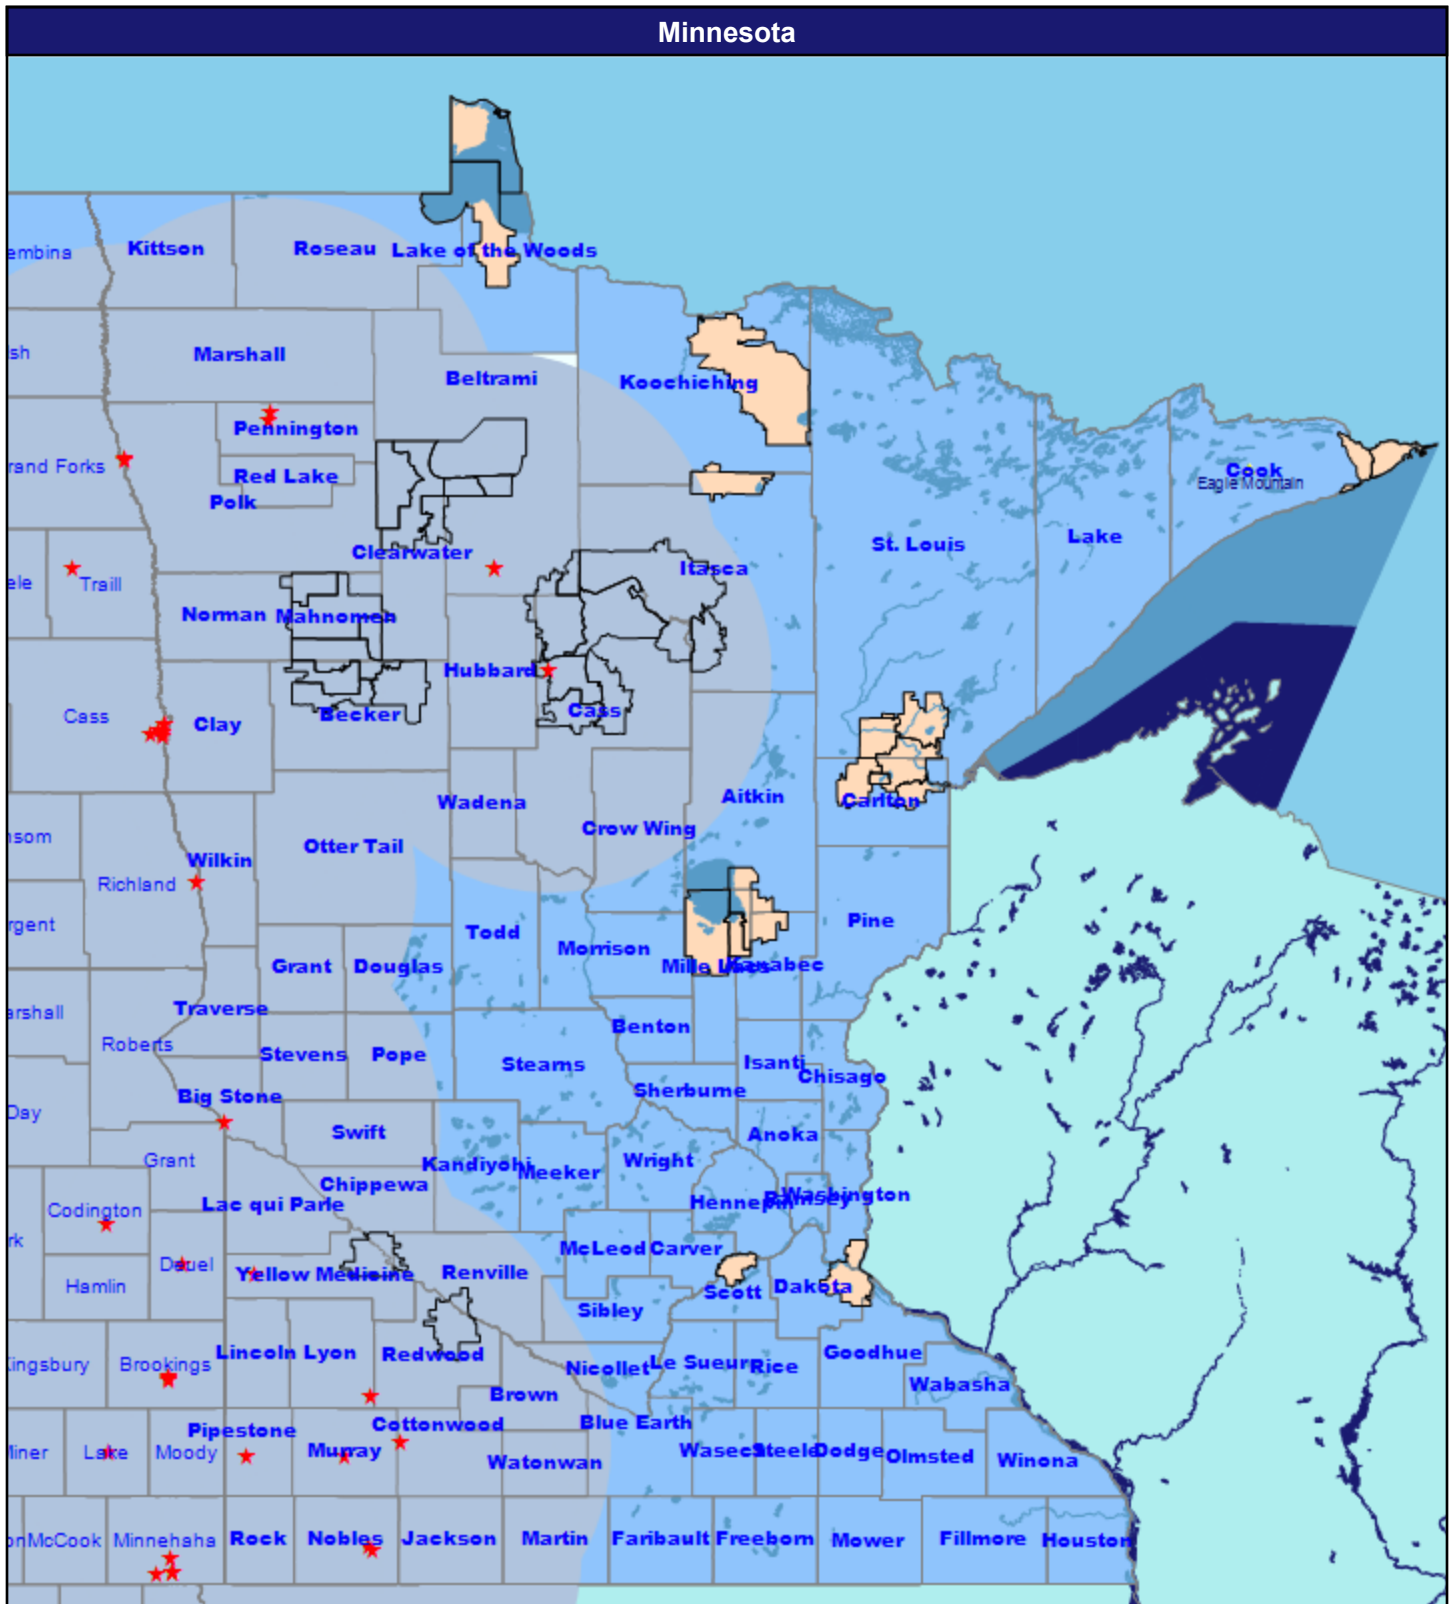 Minnesota
embina
Kittson
Roseau
Lake of the Woods
sh
Marshall
Beltrami
Koochiching
Pennington
rand Forks
Red Lake
Polk
Cook
Eagle Mountain
Clearwater
St. Louis
Lake
Itasca
ele
Traill
Norman
Mahnomen
Hubbard
Cass
Cass
Clay
Becker
Wadena
Aitkin
Carlton
Crow Wing
nsom
Otter Tail
Wilkin
Richland
rgent
Todd
Morrison
Pine
Grant
Douglas
Mille Lacs
Kanabec
Traverse
arshall
Roberts
Benton
Stevens
Pope
Stearns
Isanti
Chisago
Sherburne
Big Stone
Day
Swift
Anoka
Grant
Kandiyohi
Meeker
Wright
Chippewa
Ramsey
Washington
Hennepin
Lac qui Parle
Codington
rk
McLeod
Carver
Deuel
Yellow Medicine
Renville
Hamlin
Scott
Dakota
Sibley
Kingsbury
Brookings
Lincoln
Lyon
Redwood
Nicollet
Le Sueur
Rice
Goodhue
Wabasha
Brown
Blue Earth
Cottonwood
Pipestone
Miner
Lake
Moody
Murray
Watonwan
Waseca
Steele
Dodge
Olmsted
Winona
on
McCook
Minnehaha
Rock
Nobles
Jackson
Martin
Faribault
Freeborn
Mower
Fillmore
Houston